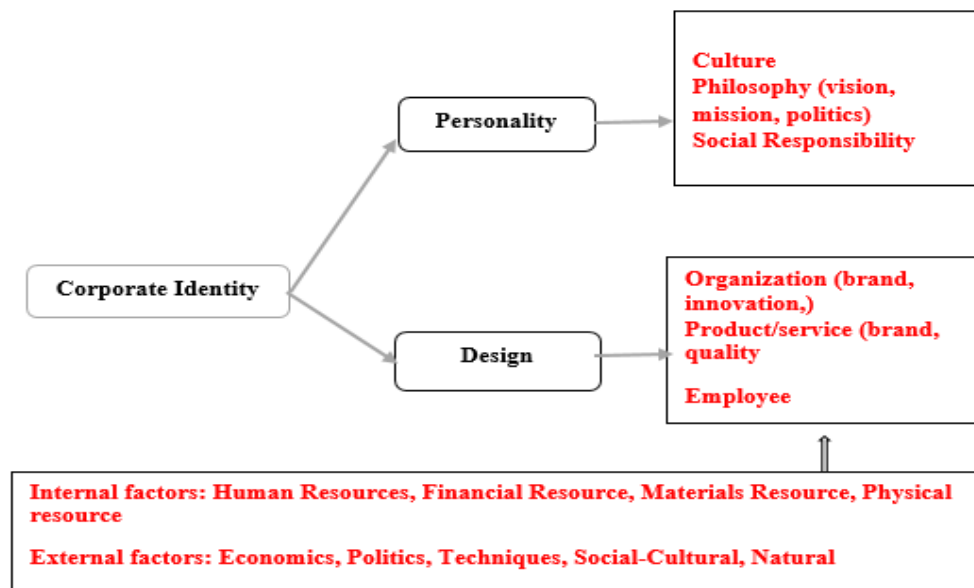 Culture
Philosophy (vision,
mission, politics)
Social Responsibility
Personality
Corporate Identity
Organization (brand,
innovation,)
Product/service (brand,
quality
Employee
Design
Internal factors: Human Resources, Financial Resource, Materials Resource, Physical
resource
External factors: Economics, Politics, Techniques, Social-Cultural, Natural